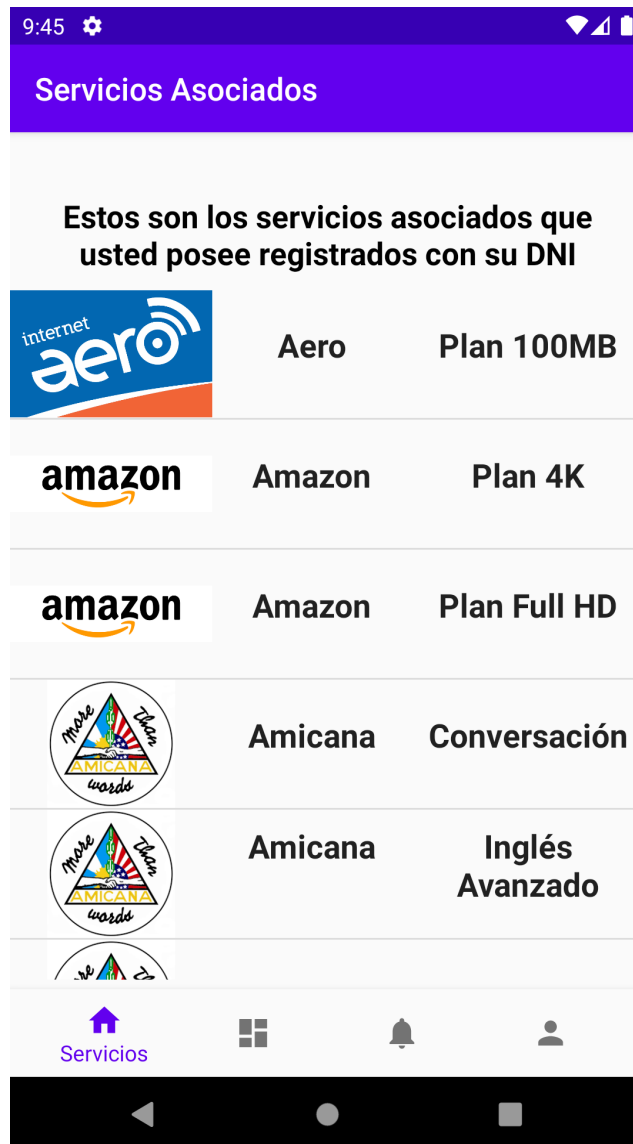 9:45
Servicios Asociados
Estos son los servicios asociados que
usted posee registrados con su DNI
internet
aero
Aero
Plan 100MB
amazon
Amazon
Plan 4K
amazon
Amazon
Plan Full HD
more than
AMICANA
words
Amicana
Conversación
more than
AMICANA
words
Amicana
Inglés
Avanzado
Servicios